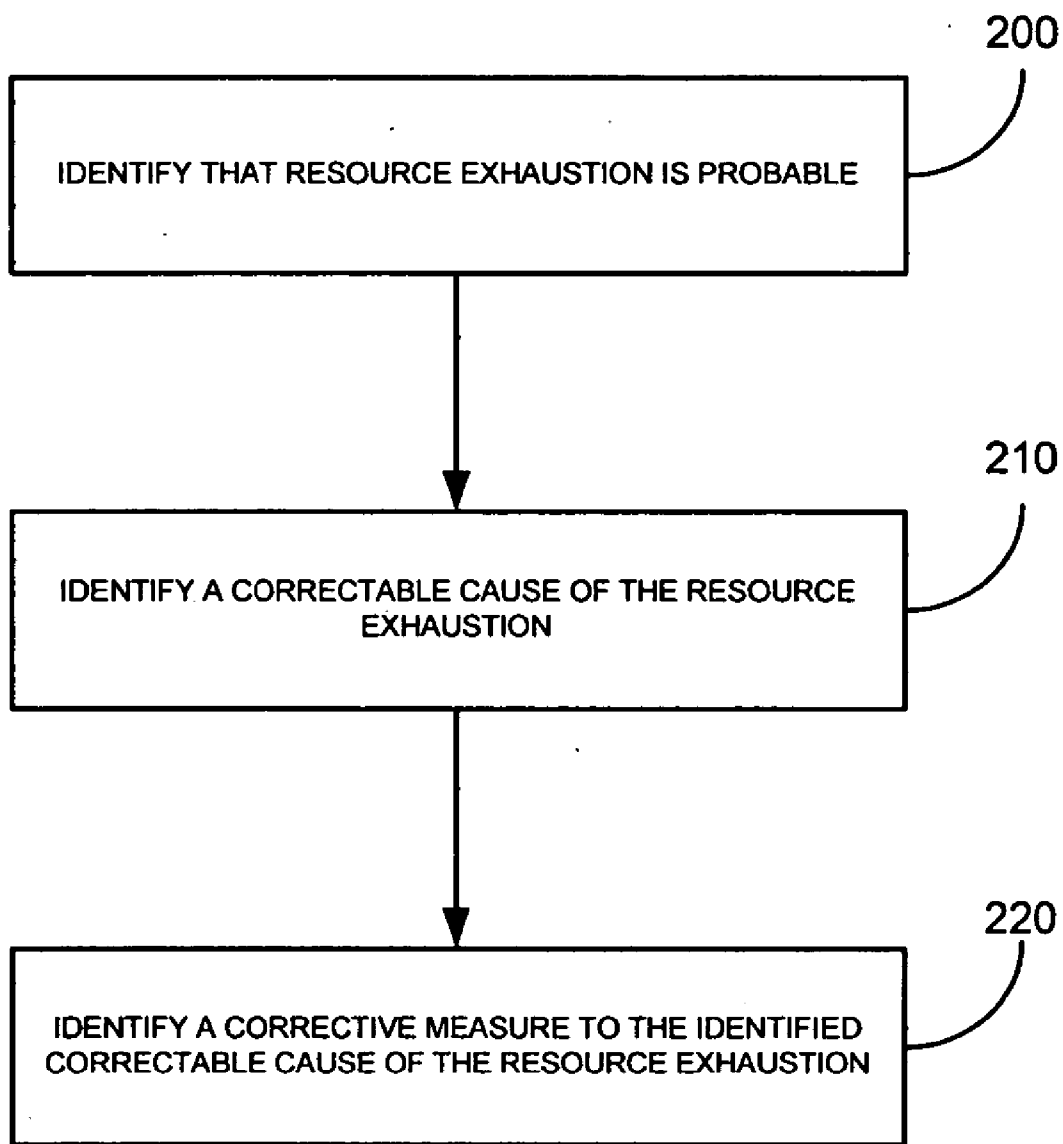 200
IDENTIFY THAT RESOURCE EXHAUSTION IS PROBABLE
210
IDENTIFY A CORRECTABLE CAUSE OF THE RESOURCE
EXHAUSTION
220
IDENTIFY A CORRECTIVE MEASURE TO THE IDENTIFIED
CORRECTABLE CAUSE OF THE RESOURCE EXHAUSTION